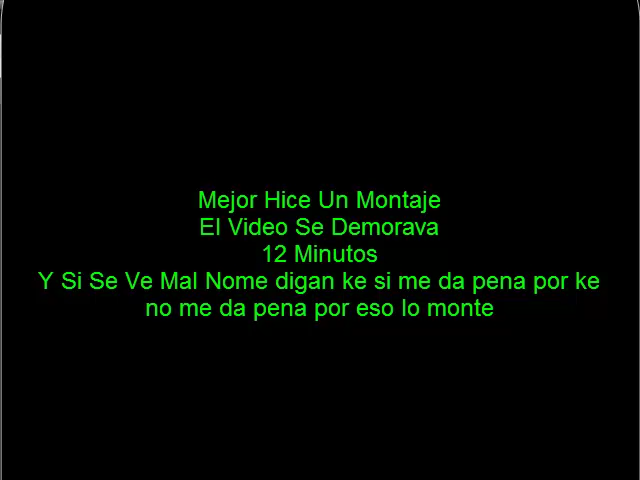 Mejor Hice Un Montaje
El Video Se Demorava
12 Minutos
Y Si Se Ve Mal Nome digan ke si me da pena por ke
no me da pena por eso lo monte